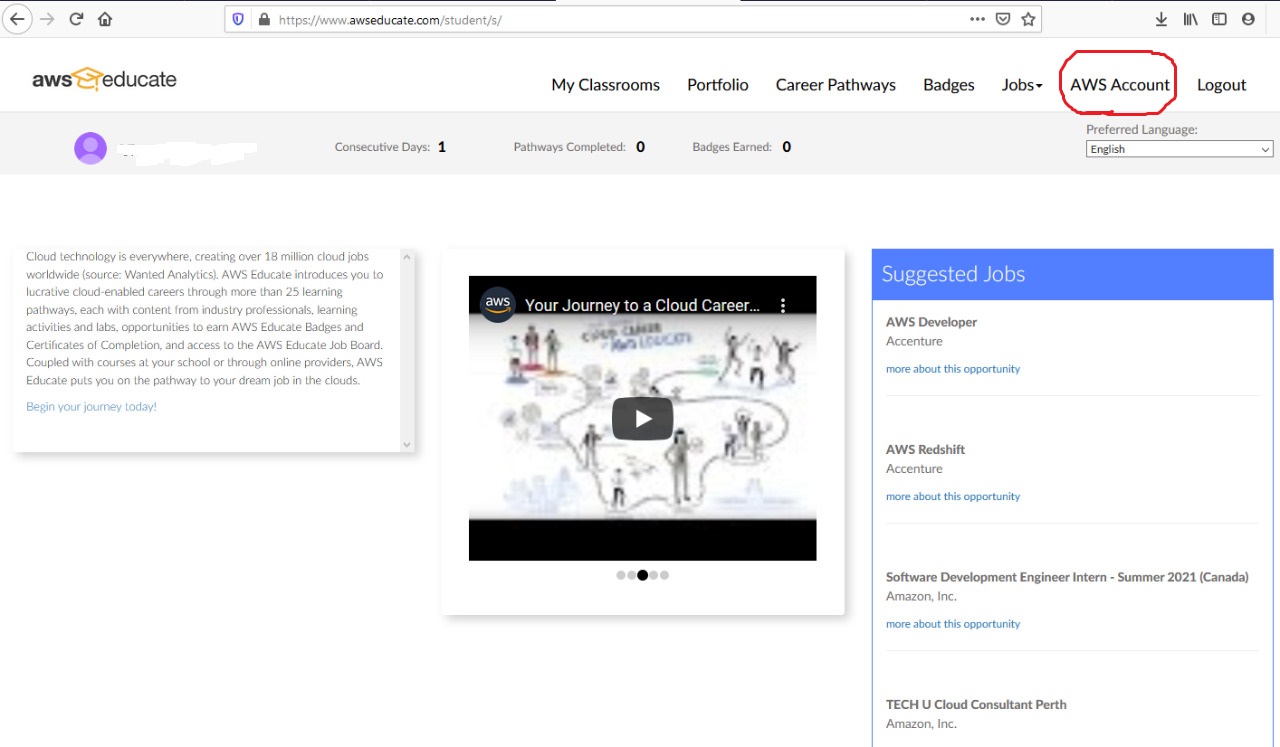 https://www.awseducate.com/student/s/
aws educate
My Classrooms
Portfolio
Career Pathways
Badges
Jobs
AWS Account
Logout
Consecutive Days: 1
Pathways Completed: 0
Badges Earned: 0
Preferred Language:
English
Cloud technology is everywhere, creating over 18 million cloud jobs
worldwide (source: Wanted Analytics). AWS Educate introduces you to
lucrative cloud-enabled careers through more than 25 learning
pathways, each with content from industry professionals, learning
activities and labs, opportunities to earn AWS Educate Badges and
Certificates of Completion, and access to the AWS Educate Job Board.
Coupled with courses at your school or through online providers, AWS
Educate puts you on the pathway to your dream job in the clouds.
Begin your journey today!
aws
Your Journey to a Cloud Career...
CLOUD CAREER
AWS EDUCATE
Suggested Jobs
AWS Developer
Accenture
more about this opportunity
AWS Redshift
Accenture
more about this opportunity
Software Development Engineer Intern - Summer 2021 (Canada)
Amazon, Inc.
more about this opportunity
TECH U Cloud Consultant Perth
Amazon, Inc.